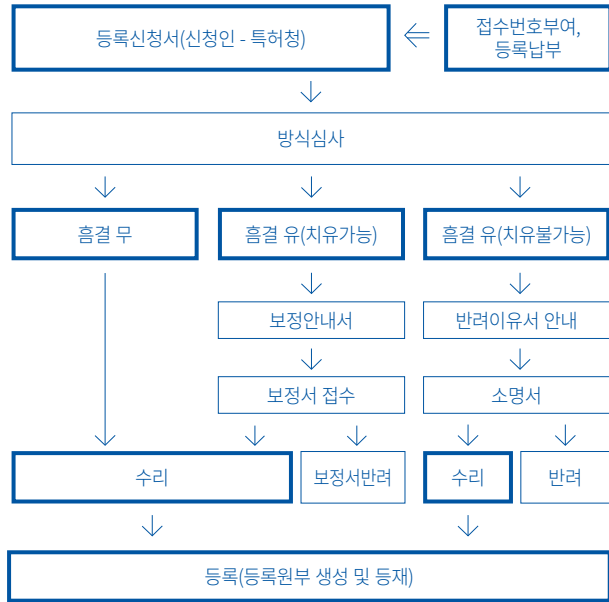 등록신청서(신청인 - 특허청)
접수번호부여,
등록납부
방식심사
흠결 무
흠결 유(치유가능)
흠결 유(치유불가능)
보정안내서
반려이유서 안내
보정서 접수
소명서
수리
보정서반려
수리
반려
등록(등록원부 생성 및 등재)